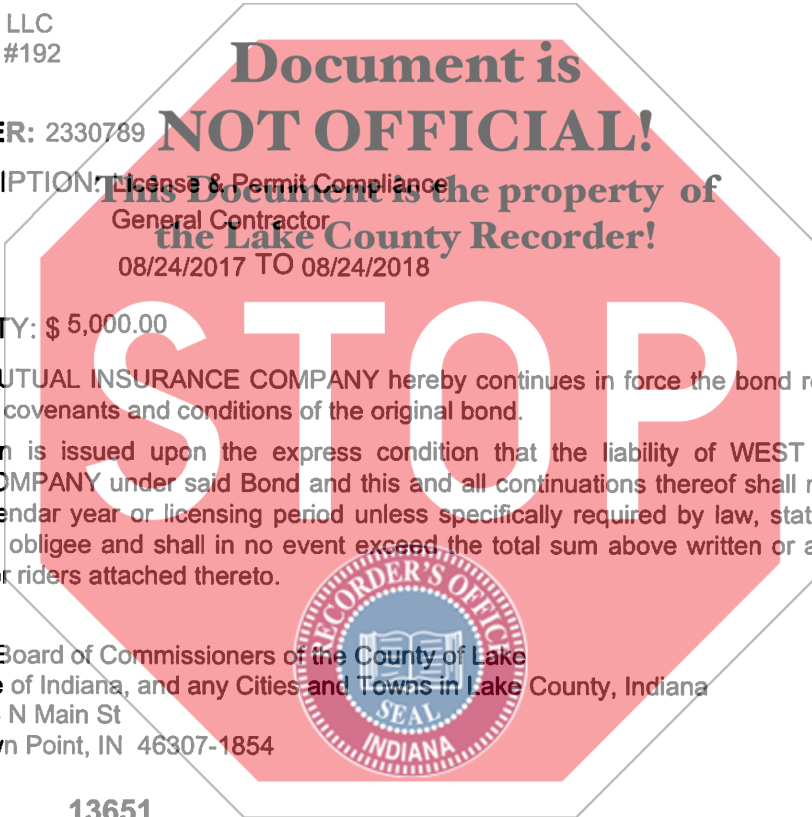 LLC
#192
Document is
NOT OFFICIAL!
ER: 2330789
IPTION: License & Permit Compliance
This Document is the property of
General Contractor
the Lake County Recorder!
08/24/2017 TO 08/24/2018
TY: $ 5,000.00
STOP
UTUAL INSURANCE COMPANY hereby continues in force the bond re
covenants and conditions of the original bond.
n is issued upon the express condition that the liability of WEST
OMPANY under said Bond and this and all continuations thereof shall n
endar year or licensing period unless specifically required by law, stat
obligee and shall in no event exceed the total sum above written or a
r riders attached thereto.
RECORDER'S OFFICE
SEAL
INDIANA
Board of Commissioners of the County of Lake
e of Indiana, and any Cities and Towns in Lake County, Indiana
N Main St
n Point, IN 46307-1854
13651